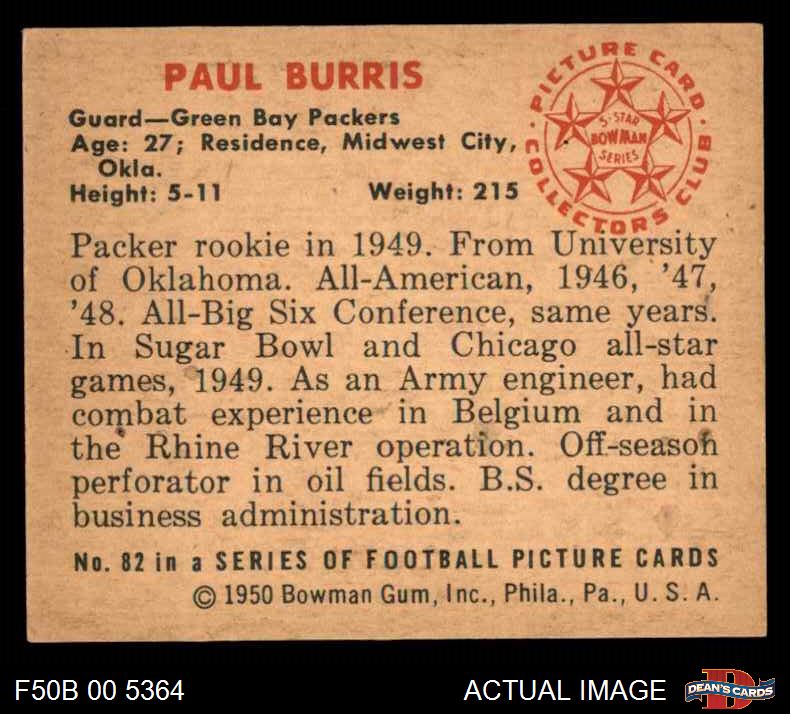 PAUL BURRIS
Guard—Green Bay Packers
Age: 27; Residence, Midwest City,
Okla.
Height: 5-11 Weight: 215
PICTURE CARD
COLLECTORS CLUB
5-STAR
BOWMAN
SERIES
Packer rookie in 1949. From University
of Oklahoma. All-American, 1946, '47,
'48. All-Big Six Conference, same years.
In Sugar Bowl and Chicago all-star
games, 1949. As an Army engineer, had
combat experience in Belgium and in
the Rhine River operation. Off-season
perforator in oil fields. B.S. degree in
business administration.
No. 82 in a SERIES OF FOOTBALL PICTURE CARDS
© 1950 Bowman Gum, Inc., Phila., Pa., U. S. A.
F50B 00 5364 ACTUAL IMAGE
D
DEAN'S CARDS